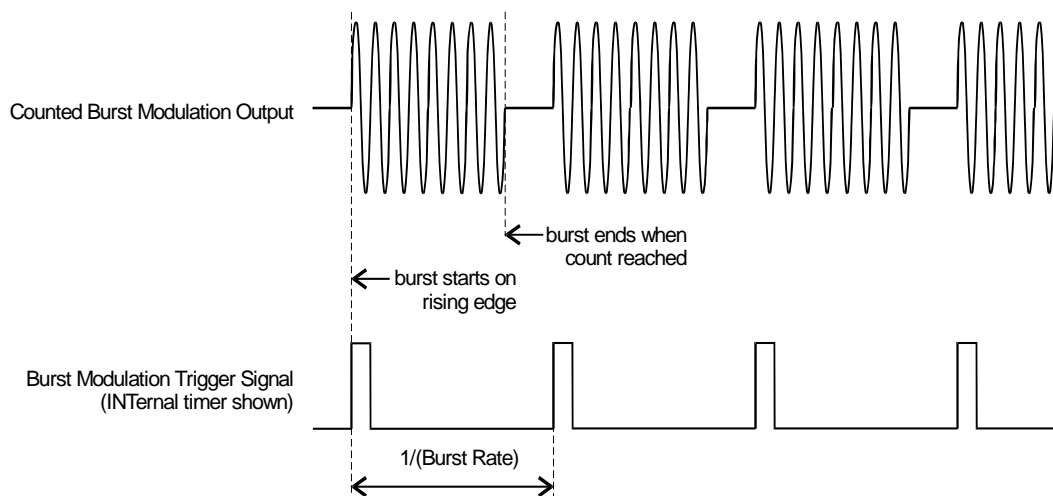 Counted Burst Modulation Output
burst ends when
count reached
burst starts on
rising edge
Burst Modulation Trigger Signal
(INTernal timer shown)
1/(Burst Rate)